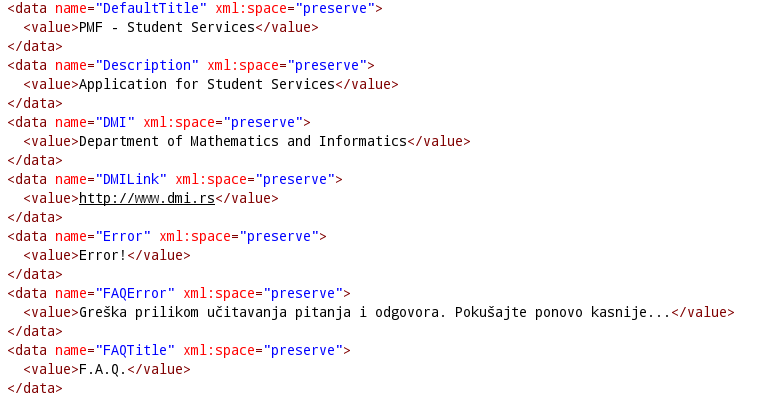 <data name="DefaultTitle" xml:space="preserve">
  <value>PMF - Student Services</value>
</data>
<data name="Description" xml:space="preserve">
  <value>Application for Student Services</value>
</data>
<data name="DMI" xml:space="preserve">
  <value>Department of Mathematics and Informatics</value>
</data>
<data name="DMILink" xml:space="preserve">
  <value>http://www.dmi.rs</value>
</data>
<data name="Error" xml:space="preserve">
  <value>Error!</value>
</data>
<data name="FAQError" xml:space="preserve">
  <value>Greška prilikom učitavanja pitanja i odgovora. Pokušajte ponovo kasnije...</value>
</data>
<data name="FAQTitle" xml:space="preserve">
  <value>F.A.Q.</value>
</data>